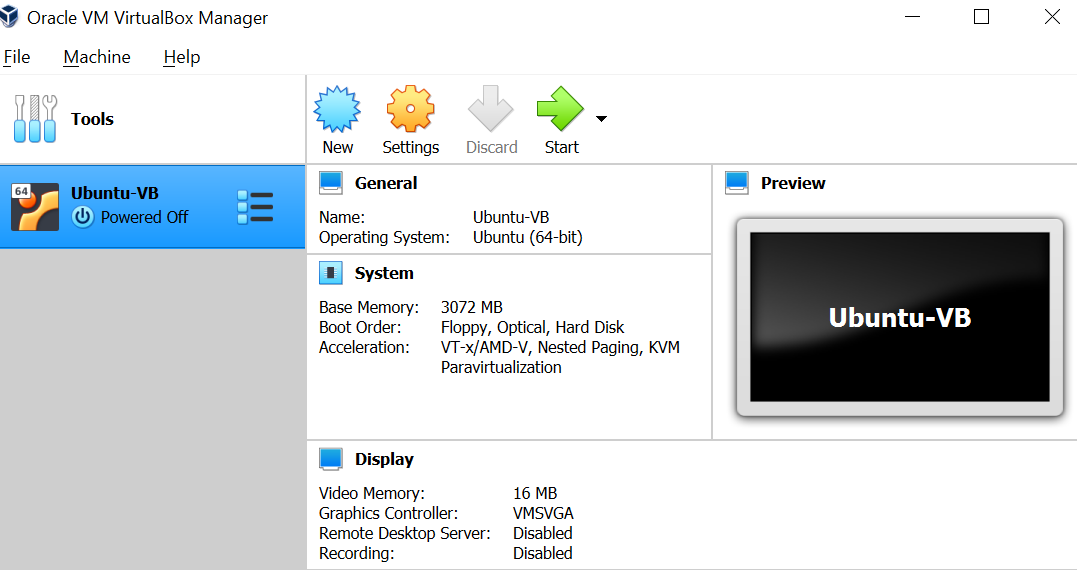 Oracle VM VirtualBox Manager
File Machine Help
Tools
New Settings Discard Start
64
Ubuntu-VB
Powered Off
General
Name: Ubuntu-VB
Operating System: Ubuntu (64-bit)
System
Base Memory: 3072 MB
Boot Order: Floppy, Optical, Hard Disk
Acceleration: VT-x/AMD-V, Nested Paging, KVM
Paravirtualization
Preview
Ubuntu-VB
Display
Video Memory: 16 MB
Graphics Controller: VMSVGA
Remote Desktop Server: Disabled
Recording: Disabled